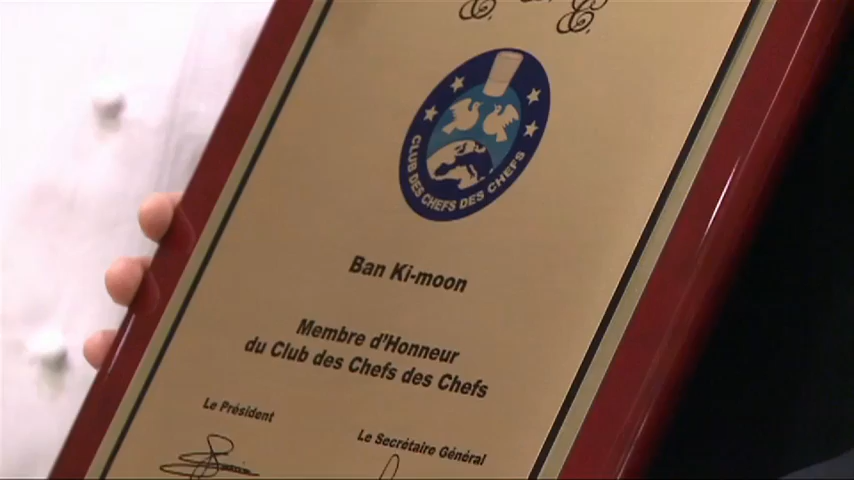 C. C. C.
CLUB DES CHEFS DES CHEFS
Ban Ki-moon
Membre d'Honneur
du Club des Chefs des Chefs
Le Président
Le Secrétaire Général